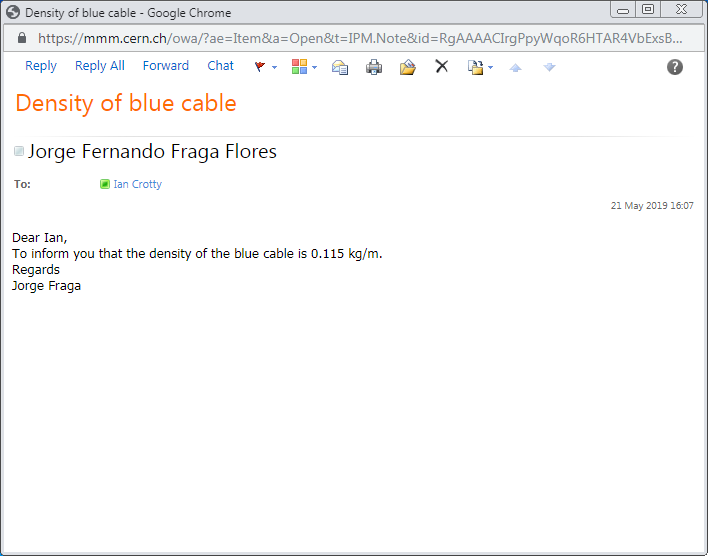 Density of blue cable - Google Chrome
https://mmm.cern.ch/owa/?ae=Item&a=Open&t=IPM.Note&id=RgAAAACIrgPpyWqoR6HTAR4VbExsB...
Reply Reply All Forward Chat
Density of blue cable
Jorge Fernando Fraga Flores
To: Ian Crotty
21 May 2019 16:07
Dear Ian,
To inform you that the density of the blue cable is 0.115 kg/m.
Regards
Jorge Fraga